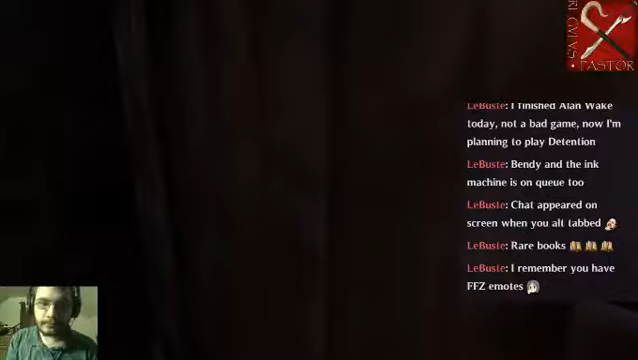 PASTOR
LeBuste: I finished Alan Wake
today, not a bad game, now I'm
planning to play Detention
LeBuste: Bendy and the ink
machine is on queue too
LeBuste: Chat appeared on
screen when you alt tabbed
LeBuste: Rare books
LeBuste: I remember you have
FFZ emotes